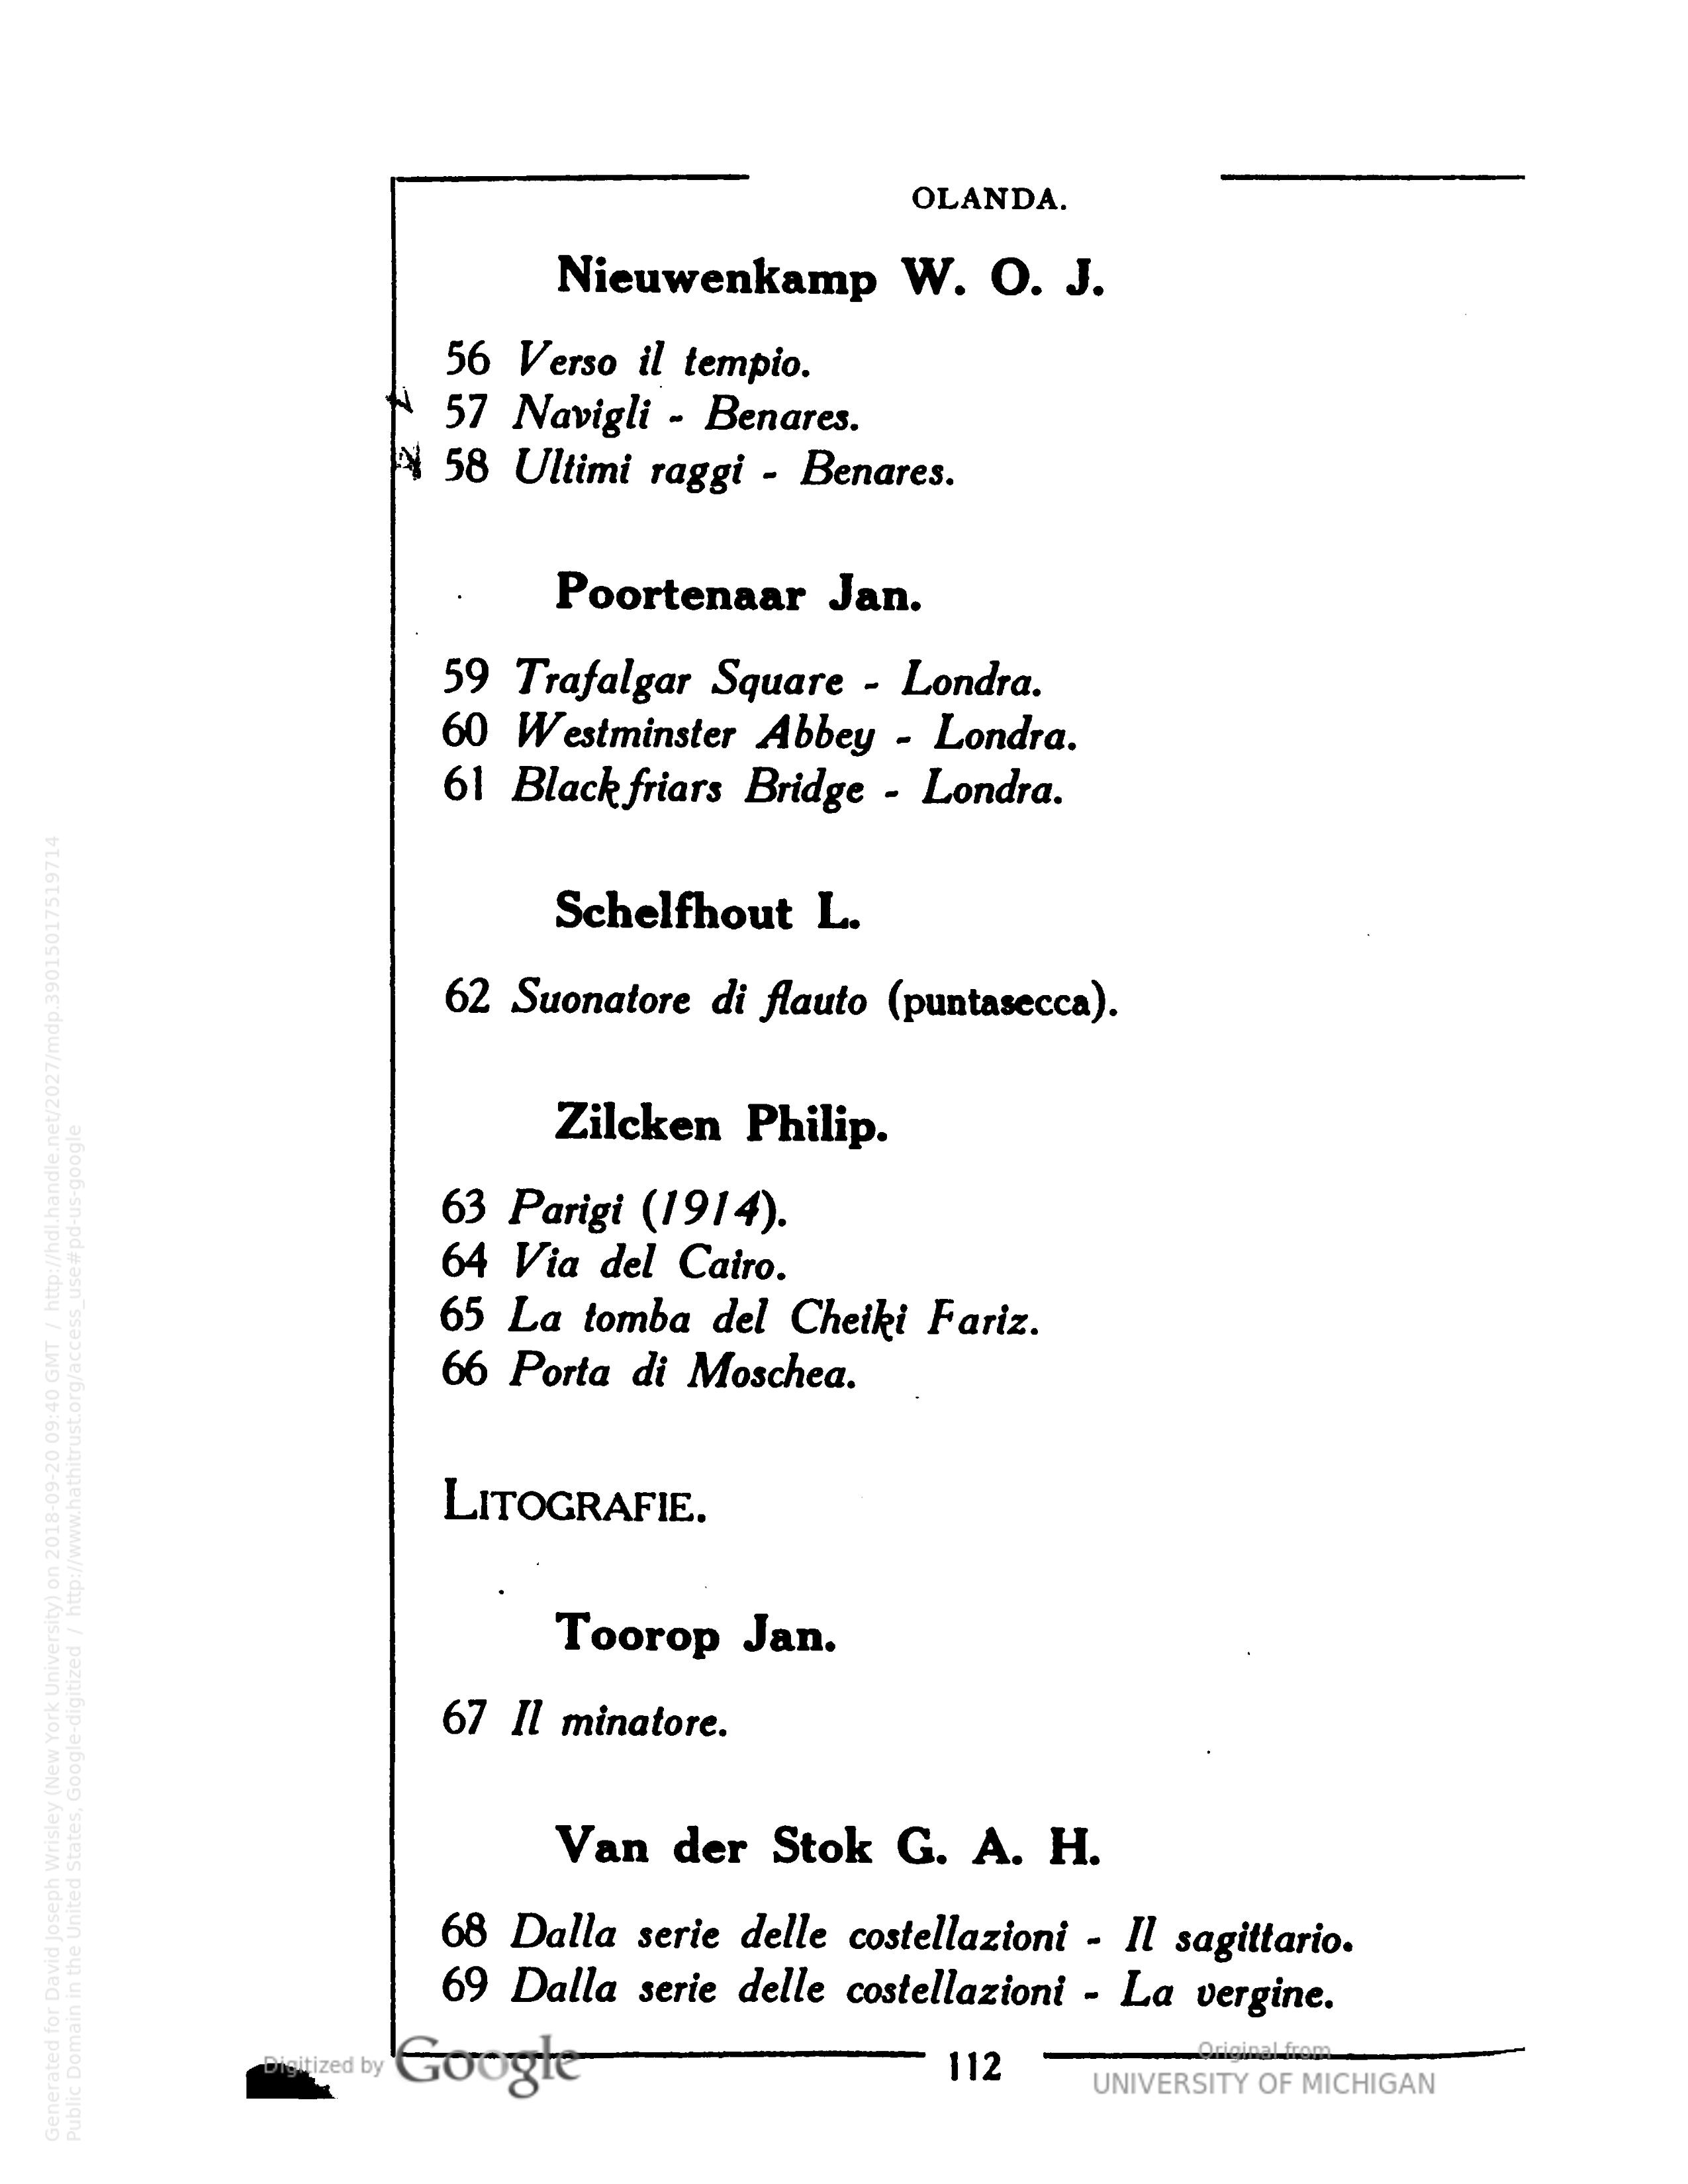 OLANDA.
Nieuwenkamp W. O. J.
56 Verso il tempio.
57 Navigli - Benares.
58 Ultimi raggi - Benares.
Poortenaar Jan.
59 Trafalgar Square - Londra.
60 Westminster Abbey - Londra.
61 Blackfriars Bridge - Londra.
Schelfhout L.
62 Suonatore di flauto (puntasecca).
Zilcken Philip.
63 Parigi (1914).
64 Via del Cairo.
65 La tomba del Cheiki Fariz.
66 Porta di Moschea.
LITOGRAFIE.
Toorop Jan.
67 Il minatore.
Van der Stok G. A. H.
68 Dalla serie delle costellazioni - Il sagittario.
69 Dalla serie delle costellazioni - La vergine.
112
Digitized by Google
Original from
UNIVERSITY OF MICHIGAN
Generated for David Joseph Wrisley (New York University) on 2018-09-20 09:40 GMT / http://hdl.handle.net/2027/mdp.39015017519714
Public Domain in the United States, Google-digitized / http://www.hathitrust.org/access_use#pd-us-google